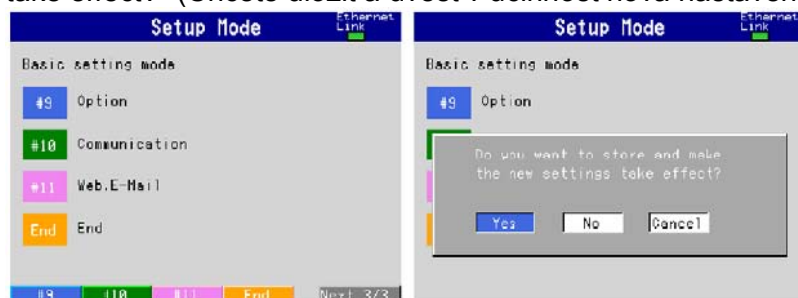 take effect?" (Chcete uložit a uvést v účinnost nová nastaven
Setup Mode
Ethernet
Link
Basic setting mode
#9 Option
#10 Communication
#11 Web.E-Mail
End End
#9 #10 #11 End Next 3/3
Setup Mode
Ethernet
Link
Basic setting mode
#9 Option
Do you want to store and make
the new settings take effect?
Yes No Cancel